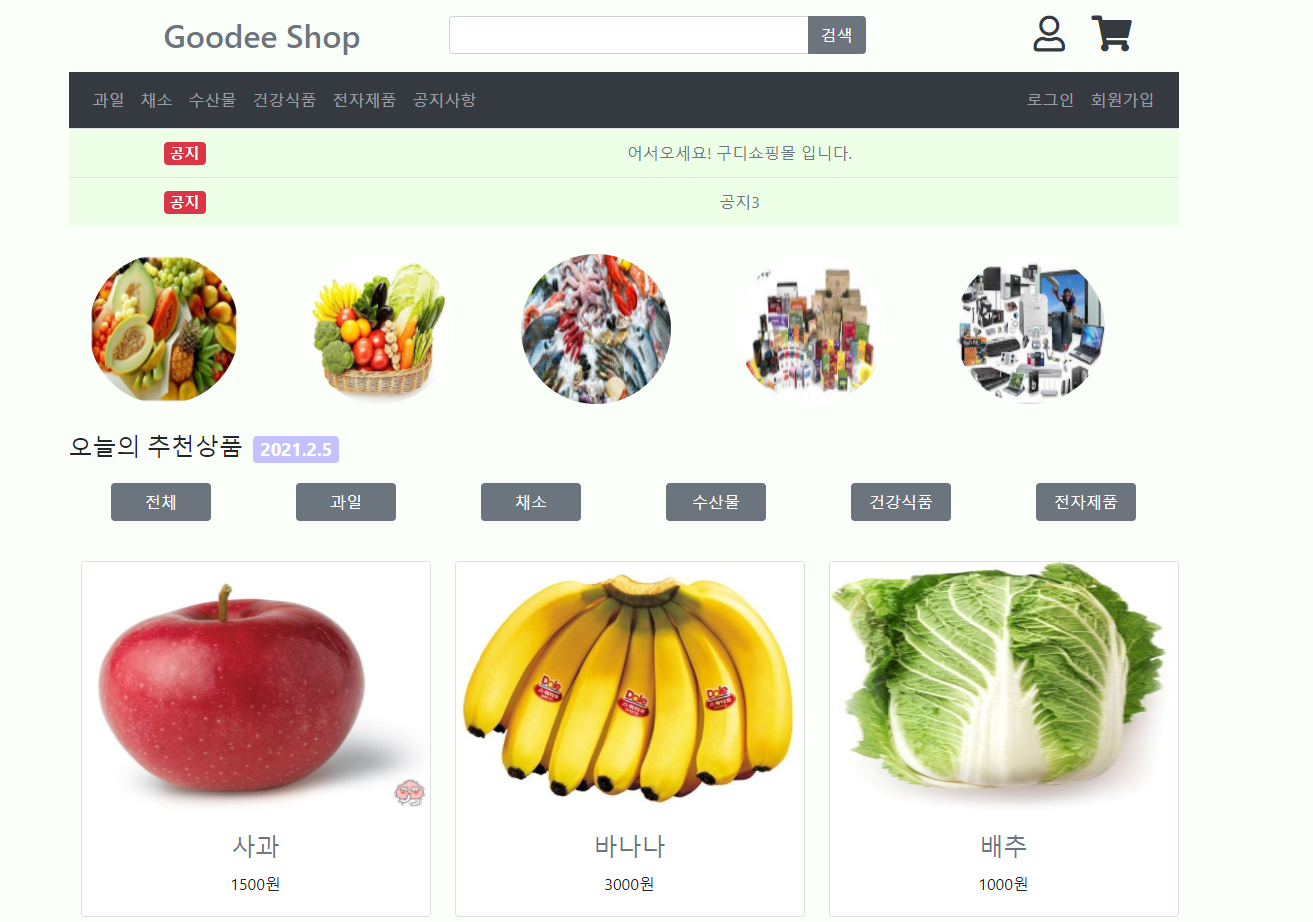 Goodee Shop
검색
과일 채소 수산물 건강식품 전자제품 공지사항 로그인 회원가입
공지 어서오세요! 구디쇼핑몰 입니다.
공지 공지3
오늘의 추천상품 2021.2.5
전체 과일 채소 수산물 건강식품 전자제품
Dole Dole Dole
사과 바나나 배추
1500원 3000원 1000원